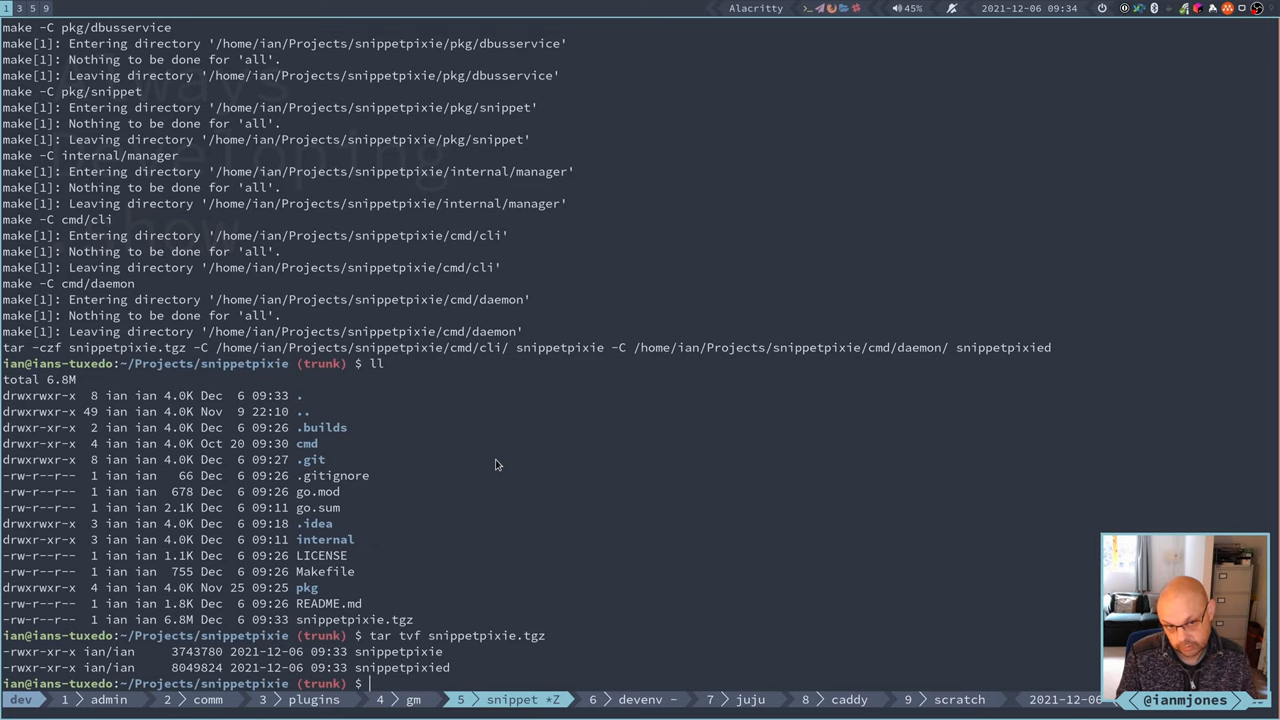 1 3 5 9
Alacritty
45%
2021-12-06 09:34
make -C pkg/dbusservice
make[1]: Entering directory '/home/ian/Projects/snippetpixie/pkg/dbusservice'
make[1]: Nothing to be done for 'all'.
make[1]: Leaving directory '/home/ian/Projects/snippetpixie/pkg/dbusservice'
make -C pkg/snippet
make[1]: Entering directory '/home/ian/Projects/snippetpixie/pkg/snippet'
make[1]: Nothing to be done for 'all'.
make[1]: Leaving directory '/home/ian/Projects/snippetpixie/pkg/snippet'
make -C internal/manager
make[1]: Entering directory '/home/ian/Projects/snippetpixie/internal/manager'
make[1]: Nothing to be done for 'all'.
make[1]: Leaving directory '/home/ian/Projects/snippetpixie/internal/manager'
make -C cmd/cli
make[1]: Entering directory '/home/ian/Projects/snippetpixie/cmd/cli'
make[1]: Nothing to be done for 'all'.
make[1]: Leaving directory '/home/ian/Projects/snippetpixie/cmd/cli'
make -C cmd/daemon
make[1]: Entering directory '/home/ian/Projects/snippetpixie/cmd/daemon'
make[1]: Nothing to be done for 'all'.
make[1]: Leaving directory '/home/ian/Projects/snippetpixie/cmd/daemon'
tar -czf snippetpixie.tgz -C /home/ian/Projects/snippetpixie/cmd/cli/ snippetpixie -C /home/ian/Projects/snippetpixie/cmd/daemon/ snippetpixied
ian@ians-tuxedo:~/Projects/snippetpixie (trunk) $ ll
total 6.8M
drwxrwxr-x  8 ian ian 4.0K Dec  6 09:33 .
drwxrwxr-x 49 ian ian 4.0K Nov  9 22:10 ..
drwxrwxr-x  2 ian ian 4.0K Dec  6 09:26 .builds
drwxrwxr-x  4 ian ian 4.0K Oct 20 09:30 cmd
drwxrwxr-x  8 ian ian 4.0K Dec  6 09:27 .git
-rw-r--r--  1 ian ian   66 Dec  6 09:26 .gitignore
-rw-r--r--  1 ian ian  678 Dec  6 09:26 go.mod
-rw-r--r--  1 ian ian 2.1K Dec  6 09:11 go.sum
drwxrwxr-x  3 ian ian 4.0K Dec  6 09:18 .idea
drwxrwxr-x  3 ian ian 4.0K Dec  6 09:11 internal
-rw-r--r--  1 ian ian 1.1K Dec  6 09:26 LICENSE
-rw-r--r--  1 ian ian  755 Dec  6 09:26 Makefile
drwxrwxr-x  4 ian ian 4.0K Nov 25 09:25 pkg
-rw-r--r--  1 ian ian 1.8K Dec  6 09:26 README.md
-rw-r--r--  1 ian ian 6.8M Dec  6 09:33 snippetpixie.tgz
ian@ians-tuxedo:~/Projects/snippetpixie (trunk) $ tar tvf snippetpixie.tgz
-rwxr-xr-x ian/ian     3743780 2021-12-06 09:33 snippetpixie
-rwxr-xr-x ian/ian     8049824 2021-12-06 09:33 snippetpixied
ian@ians-tuxedo:~/Projects/snippetpixie (trunk) $
dev 1 admin 2 comm 3 plugins 4 gm 5 snippet *Z 6 devenv - 7 juju 8 caddy 9 scratch 2021-12-06
@ianmjones